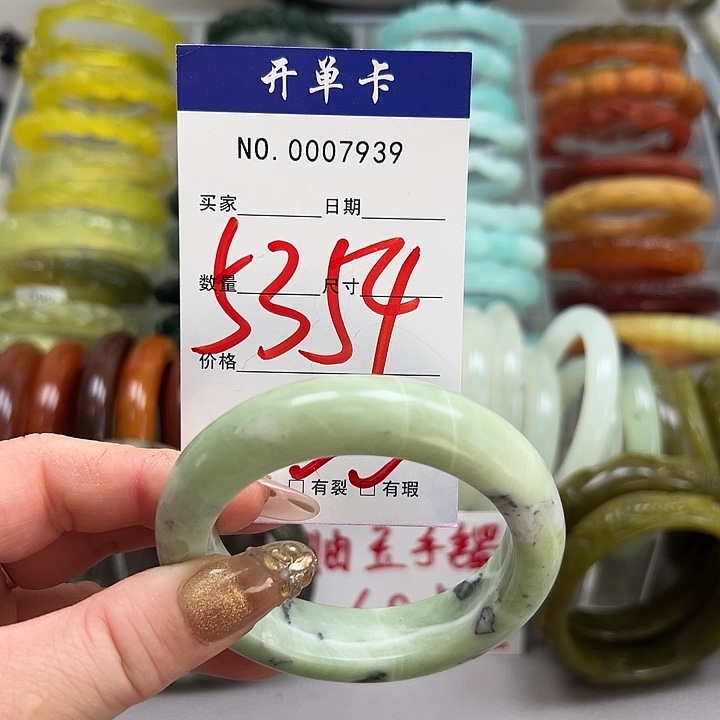 开单卡
NO. 0007939
买家 日期
5354
数量 尺寸
价格
□ 有裂 □ 有瑕
玉手镯